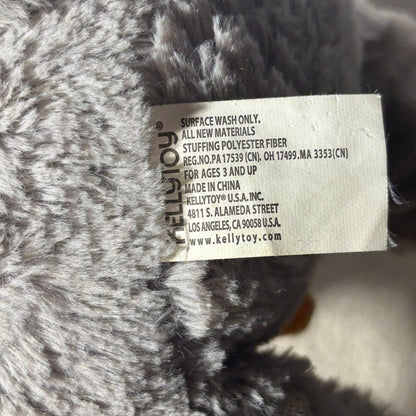 KELLYTOY®
SURFACE WASH ONLY.
ALL NEW MATERIALS
STUFFING POLYESTER FIBER
REG.NO.PA 17539 (CN). OH 17499.MA 3353(CN)
FOR AGES 3 AND UP
MADE IN CHINA
KELLYTOY® U.S.A.INC.
4811 S. ALAMEDA STREET
LOS ANGELES, CA 90058 U.S.A.
www.kellytoy.com